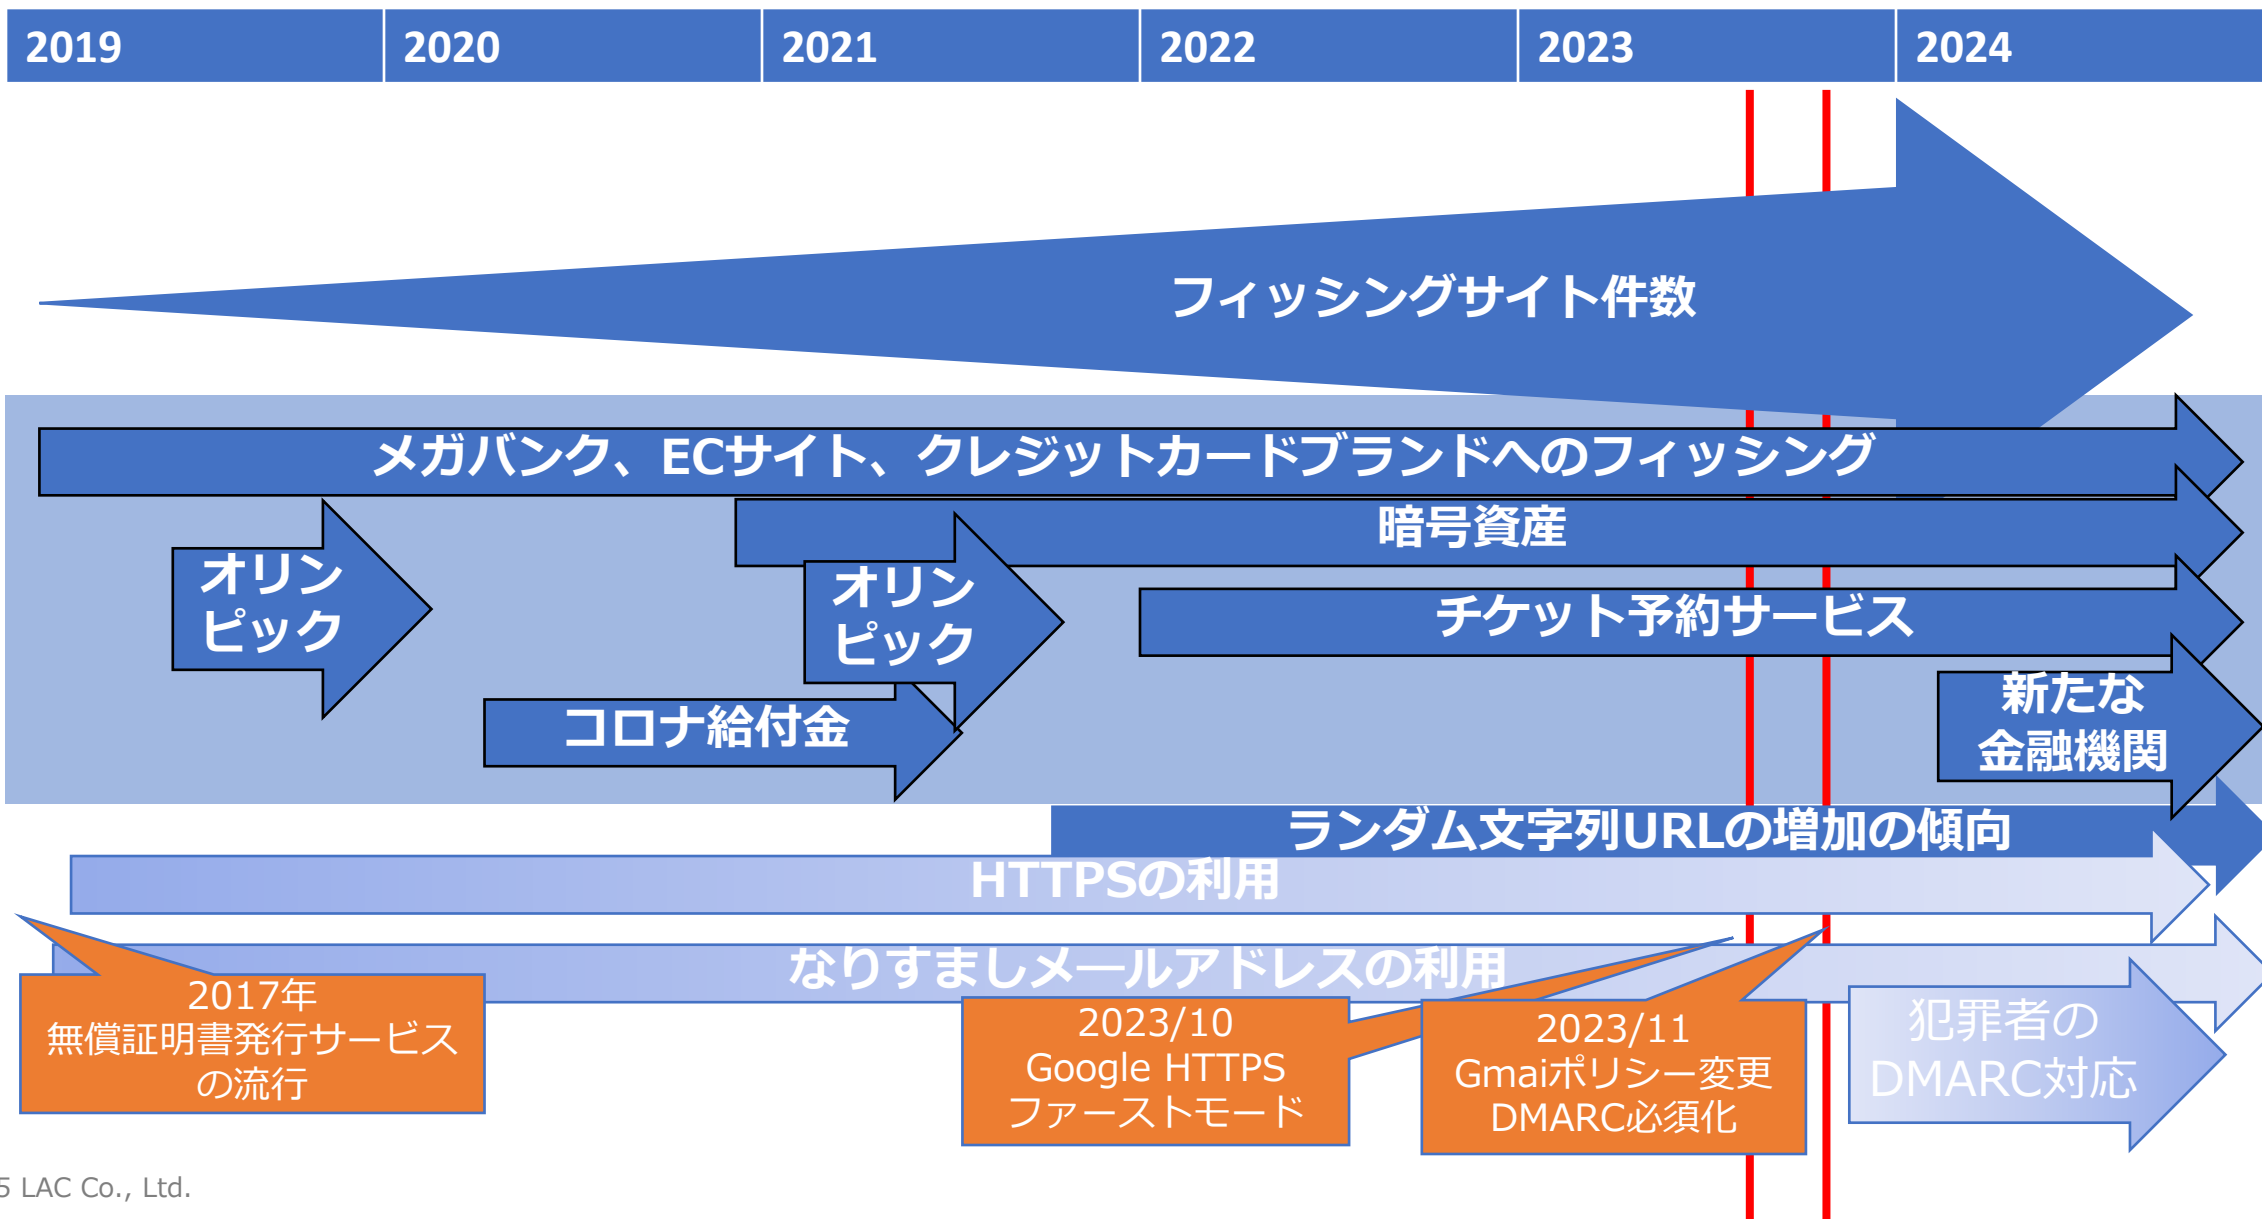 2019 2020 2021 2022 2023 2024
フィッシングサイト件数
メガバンク、ECサイト、クレジットカードブランドへのフィッシング
暗号資産
オリン
ピック
オリン
ピック
チケット予約サービス
コロナ給付金
新たな
金融機関
ランダム文字列URLの増加の傾向
HTTPSの利用
なりすましメールアドレスの利用
2017年
無償証明書発行サービス
の流行
2023/10
Google HTTPS
ファーストモード
2023/11
Gmaiポリシー変更
DMARC必須化
犯罪者の
DMARC対応
5 LAC Co., Ltd.